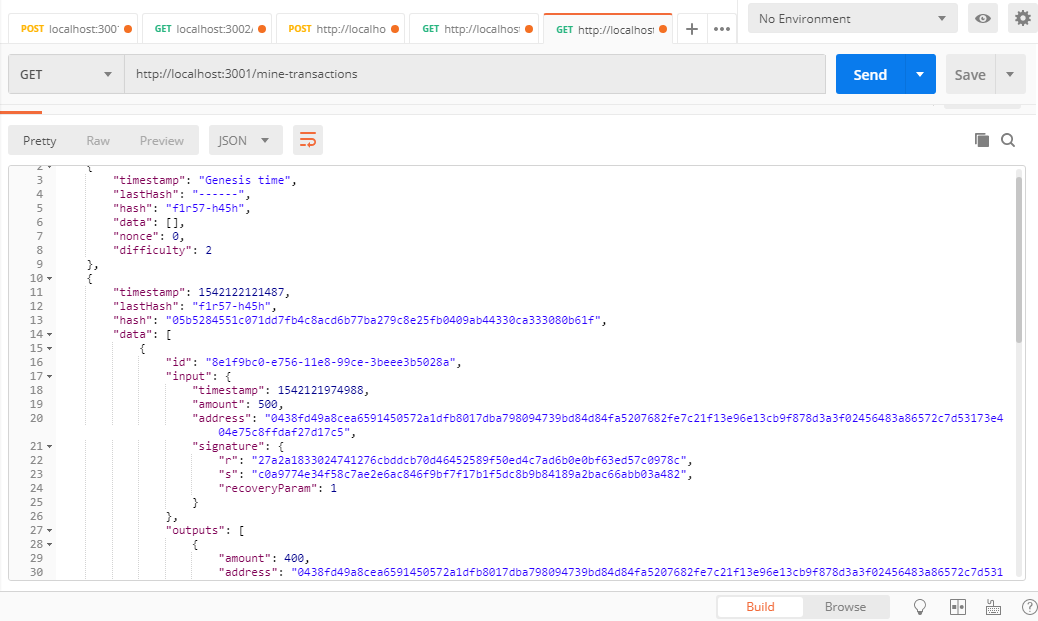 POST localhost:300
GET localhost:3002/
POST http://localho
GET http://localhos
GET http://localhost
No Environment
GET
http://localhost:3001/mine-transactions
Send
Save
Pretty
Raw
Preview
JSON
2 {
3 "timestamp": "Genesis time",
4 "lastHash": "------",
5 "hash": "f1r57-h45h",
6 "data": [],
7 "nonce": 0,
8 "difficulty": 2
9 },
10 {
11 "timestamp": 1542122121487,
12 "lastHash": "f1r57-h45h",
13 "hash": "05b5284551c071dd7fb4c8acd6b77ba279c8e25fb0409ab44330ca333080b61f",
14 "data": [
15 {
16 "id": "8e1f9bc0-e756-11e8-99ce-3beee3b5028a",
17 "input": {
18 "timestamp": 1542121974988,
19 "amount": 500,
20 "address": "0438fd49a8cea6591450572a1dfb8017dba798094739bd84d84fa5207682fe7c21f13e96e13cb9f878d3a3f02456483a86572c7d53173e4
04e75c8ffdaf27d17c5",
21 "signature": {
22 "r": "27a2a1833024741276cbddcb70d46452589f50ed4c7ad6b0e0bf63ed57c0978c",
23 "s": "c0a9774e34f58c7ae2e6ac846f9bf7f17b1f5dc8b9b84189a2bac66abb03a482",
24 "recoveryParam": 1
25 }
26 },
27 "outputs": [
28 {
29 "amount": 400,
30 "address": "0438fd49a8cea6591450572a1dfb8017dba798094739bd84d84fa5207682fe7c21f13e96e13cb9f878d3a3f02456483a86572c7d531
Build
Browse